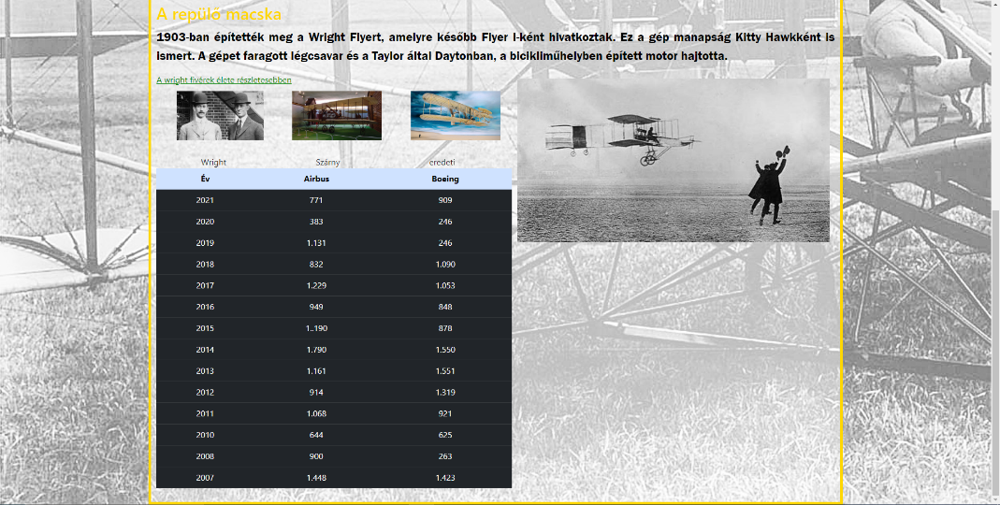 A repülő macska
1903-ban építették meg a Wright Flyert, amelyre később Flyer I-ként hivatkoztak. Ez a gép manapság Kitty Hawkként is
ismert. A gépet faragott légcsavar és a Taylor által Daytonban, a bicikliműhelyben épített motor hajtotta.
A wright fivérek élete részletesebben
Wright Szárny eredeti
Év Airbus Boeing
2021 771 909
2020 383 246
2019 1.131 246
2018 832 1.090
2017 1.229 1.053
2016 949 848
2015 1..190 878
2014 1.790 1.550
2013 1.161 1.551
2012 914 1.319
2011 1.068 921
2010 644 625
2008 900 263
2007 1.448 1.423